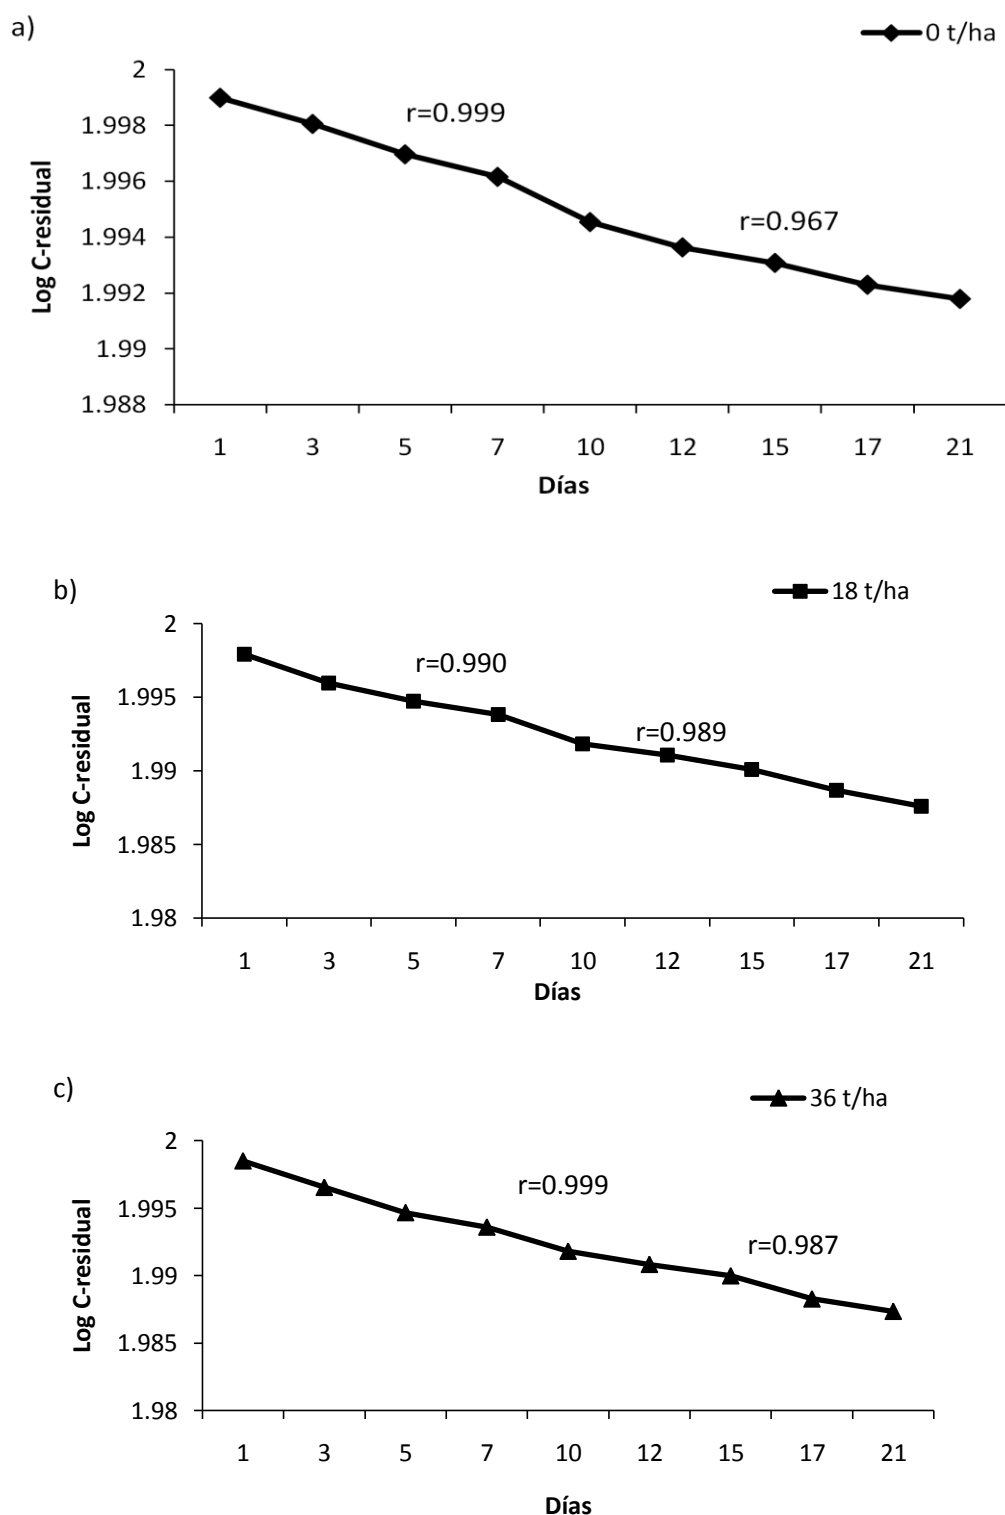 a)
0 t/ha
2
1.998
1.996
1.994
1.992
1.99
1.988
Log C-residual
r=0.999
r=0.967
1 3 5 7 10 12 15 17 21
Días
b)
18 t/ha
2
1.995
1.99
1.985
1.98
Log C-residual
r=0.990
r=0.989
1 3 5 7 10 12 15 17 21
Días
c)
36 t/ha
2
1.995
1.99
1.985
1.98
Log C-residual
r=0.999
r=0.987
1 3 5 7 10 12 15 17 21
Días